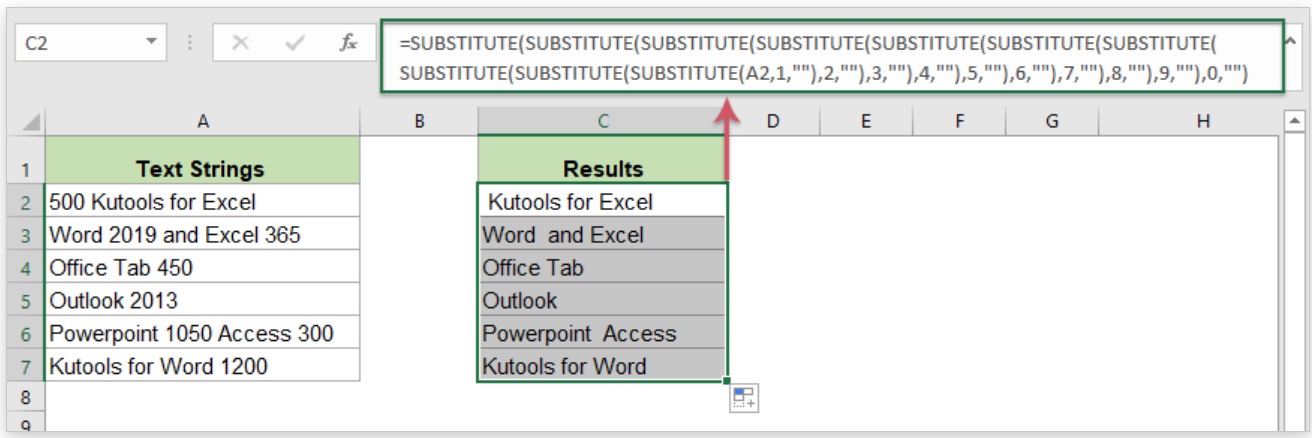 C2 fx =SUBSTITUTE(SUBSTITUTE(SUBSTITUTE(SUBSTITUTE(SUBSTITUTE(SUBSTITUTE(SUBSTITUTE(
SUBSTITUTE(SUBSTITUTE(SUBSTITUTE(A2,1,""),2,""),3,""),4,""),5,""),6,""),7,""),8,""),9,""),0,"")
A B C D E F G H
1 Text Strings Results
2 500 Kutools for Excel Kutools for Excel
3 Word 2019 and Excel 365 Word  and Excel
4 Office Tab 450 Office Tab
5 Outlook 2013 Outlook
6 Powerpoint 1050 Access 300 Powerpoint  Access
7 Kutools for Word 1200 Kutools for Word
8
9